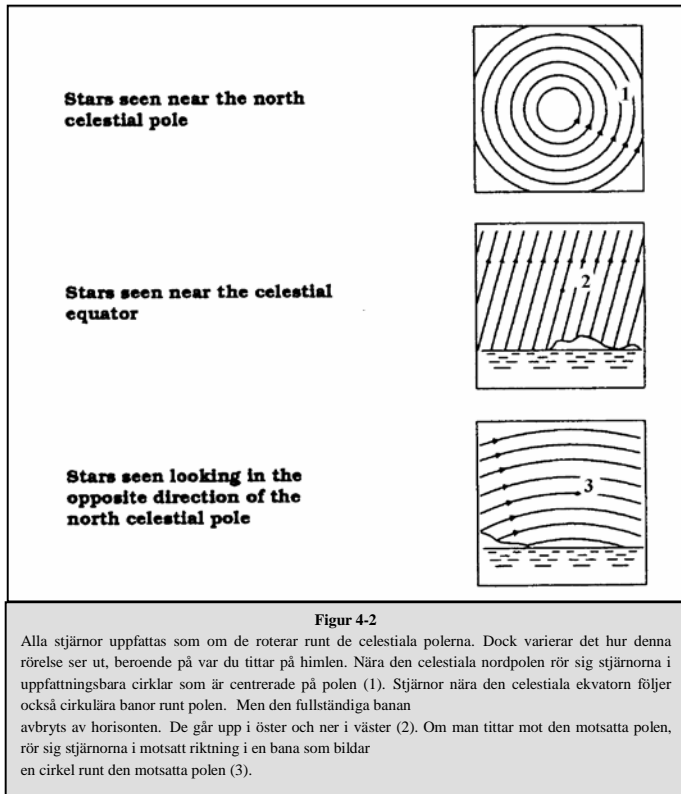 Stars seen near the north
celestial pole
1
Stars seen near the celestial
equator
2
Stars seen looking in the
opposite direction of the
north celestial pole
3
Figur 4-2
Alla stjärnor uppfattas som om de roterar runt de celestiala polerna. Dock varierar det hur denna
rörelse ser ut, beroende på var du tittar på himlen. Nära den celestiala nordpolen rör sig stjärnorna i
uppfattningsbara cirklar som är centrerade på polen (1). Stjärnor nära den celestiala ekvatorn följer
också cirkulära banor runt polen. Men den fullständiga banan
avbryts av horisonten. De går upp i öster och ner i väster (2). Om man tittar mot den motsatta polen,
rör sig stjärnorna i motsatt riktning i en bana som bildar
en cirkel runt den motsatta polen (3).